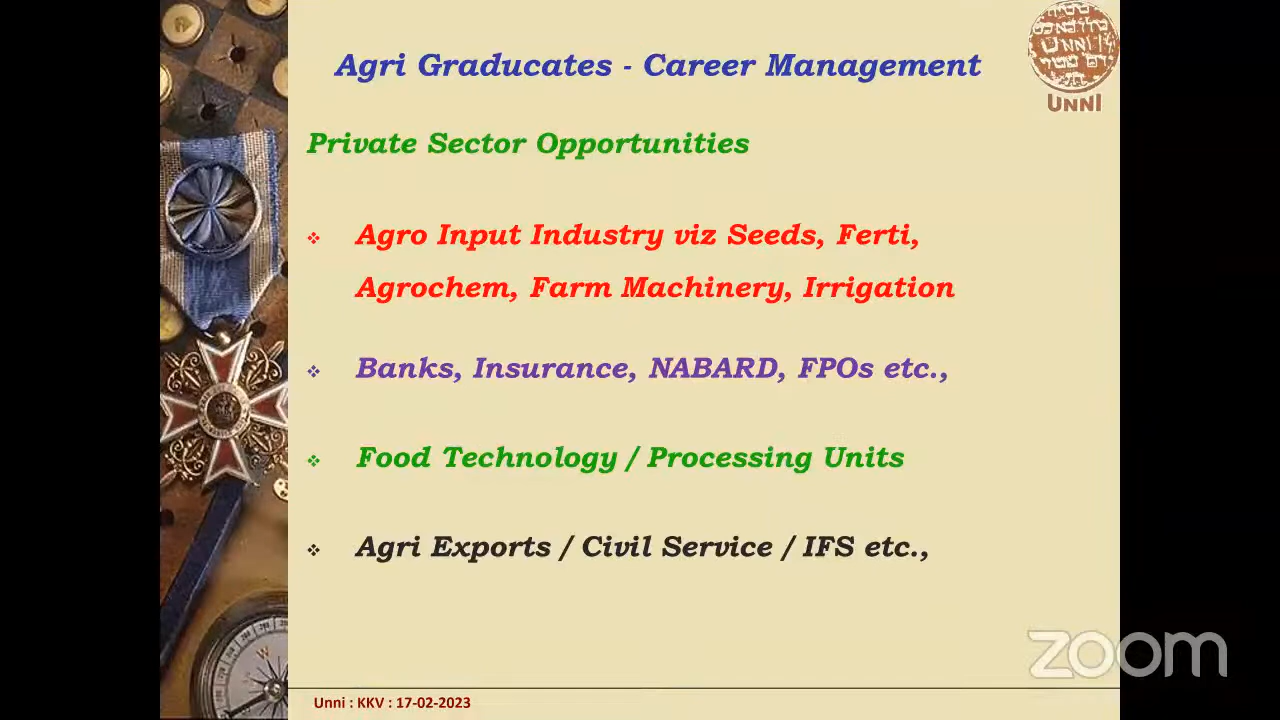 Agri Graducates - Career Management
UNNI
UNNI
Private Sector Opportunities
Agro Input Industry viz Seeds, Ferti,
Agrochem, Farm Machinery, Irrigation
Banks, Insurance, NABARD, FPOs etc.,
Food Technology / Processing Units
Agri Exports / Civil Service / IFS etc.,
zoom
Unni : KKV : 17-02-2023